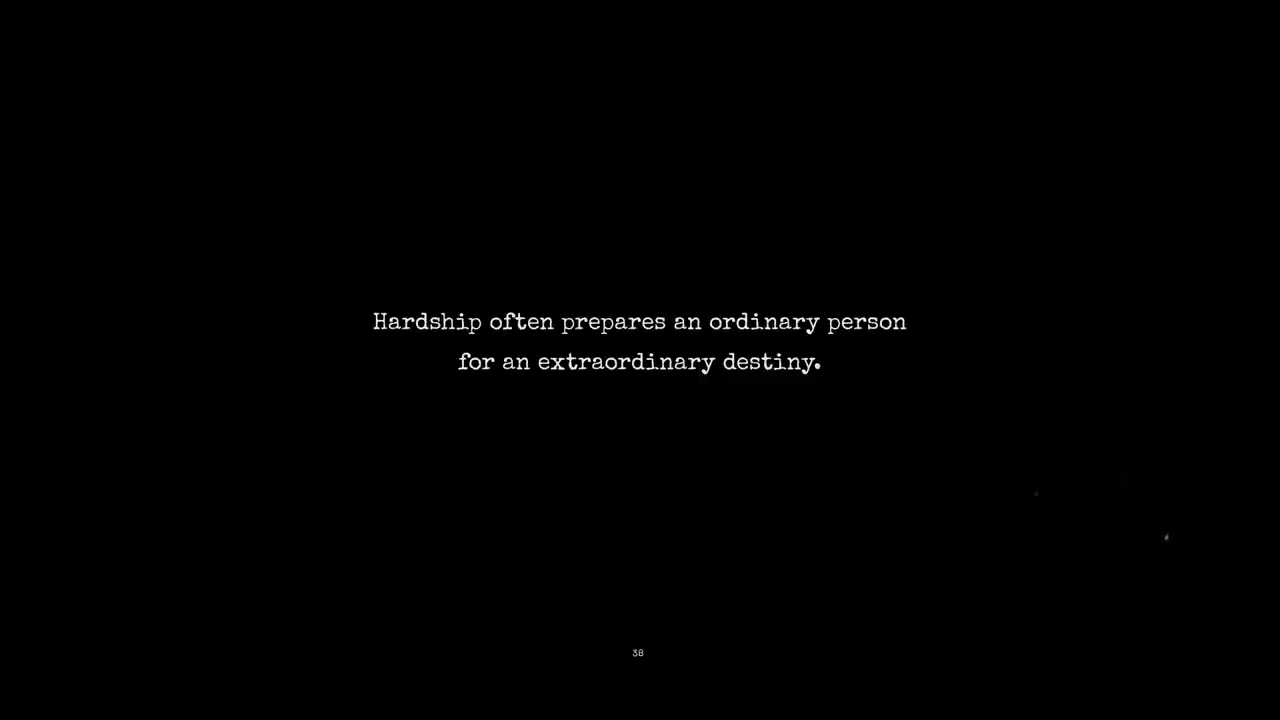 Hardship often prepares an ordinary person
for an extraordinary destiny.
38